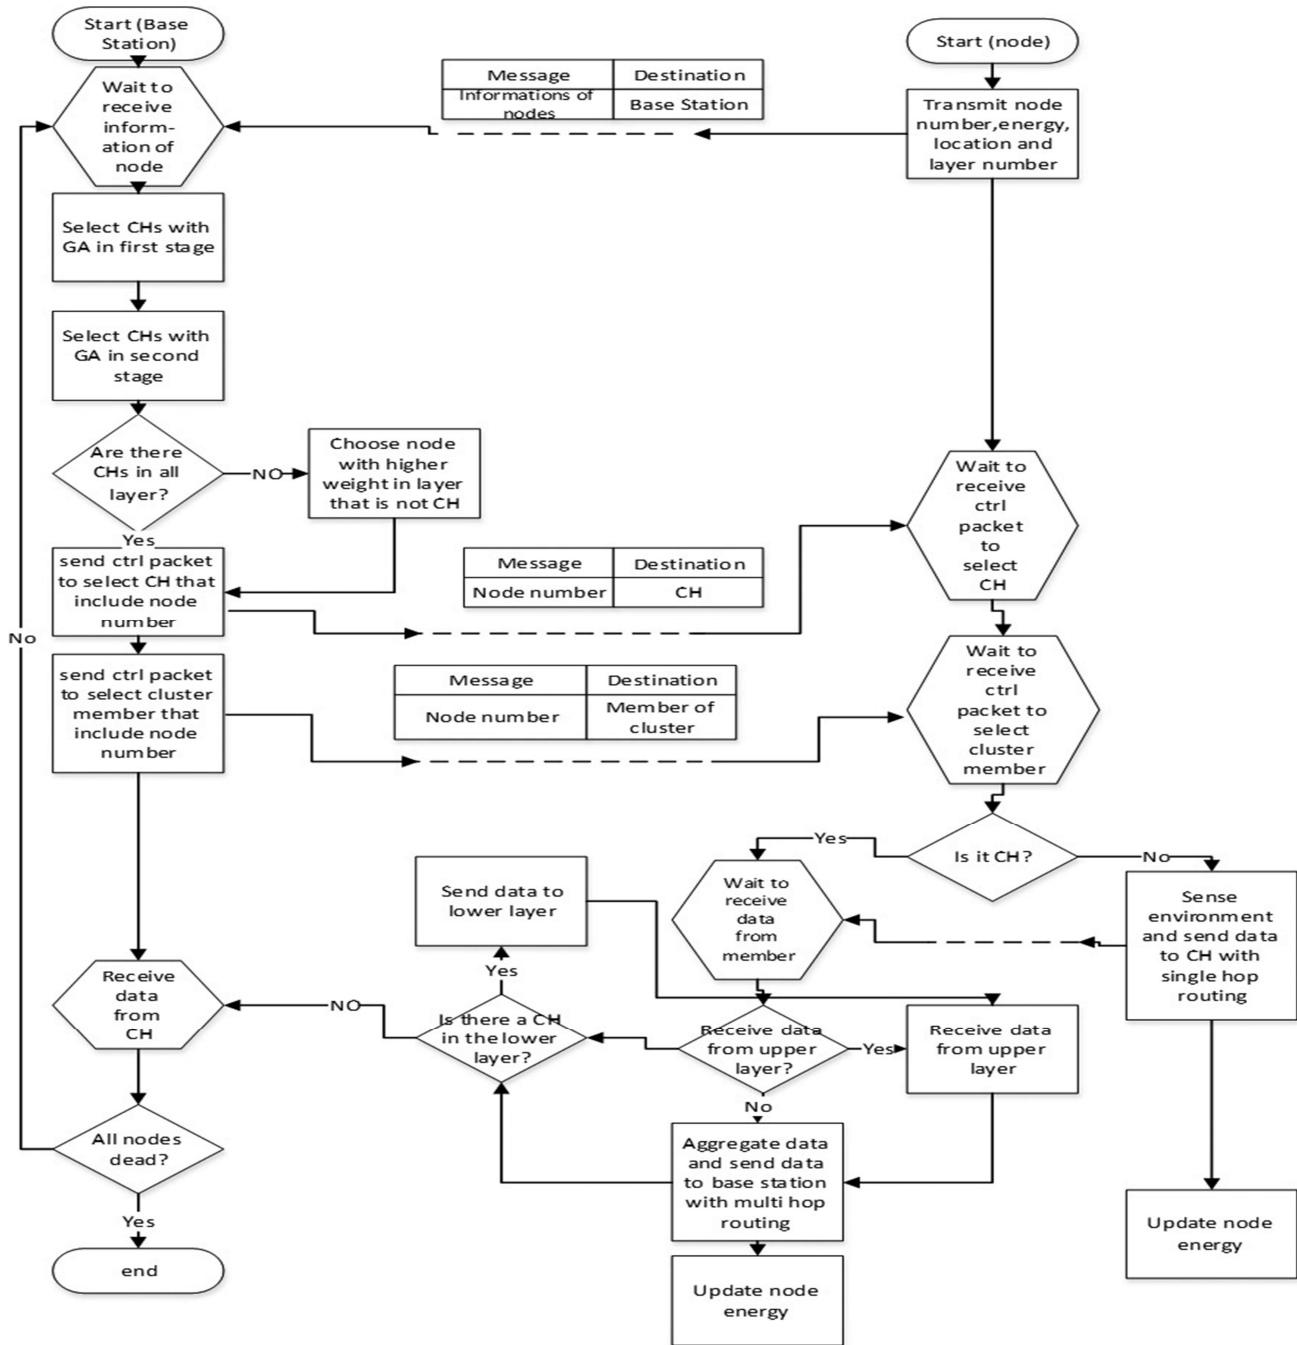 Start (Base
Station)
Start (node)
Message
Destination
Informations of
nodes
Base Station
Wait to
receive
inform-
ation of
node
Transmit node
number,energy,
location and
layer number
Select CHs with
GA in first stage
Select CHs with
GA in second
stage
Are there
CHs in all
layer?
NO
Choose node
with higher
weight in layer
that is not CH
Yes
Wait to
receive
ctrl
packet
to
select
CH
send ctrl packet
to select CH that
include node
number
Message
Destination
Node number
CH
No
send ctrl packet
to select cluster
member that
include node
number
Message
Destination
Node number
Member of
cluster
Wait to
receive
ctrl
packet to
select
cluster
member
Is it CH?
Yes
No
Send data to
lower layer
Wait to
receive
data
from
member
Sense
environment
and send data
to CH with
single hop
routing
Yes
Receive
data
from
CH
NO
Is there a CH
in the lower
layer?
Receive data
from upper
layer?
Yes
Receive data
from upper
layer
No
All nodes
dead?
Aggregate data
and send data
to base station
with multi hop
routing
Yes
end
Update node
energy
Update node
energy